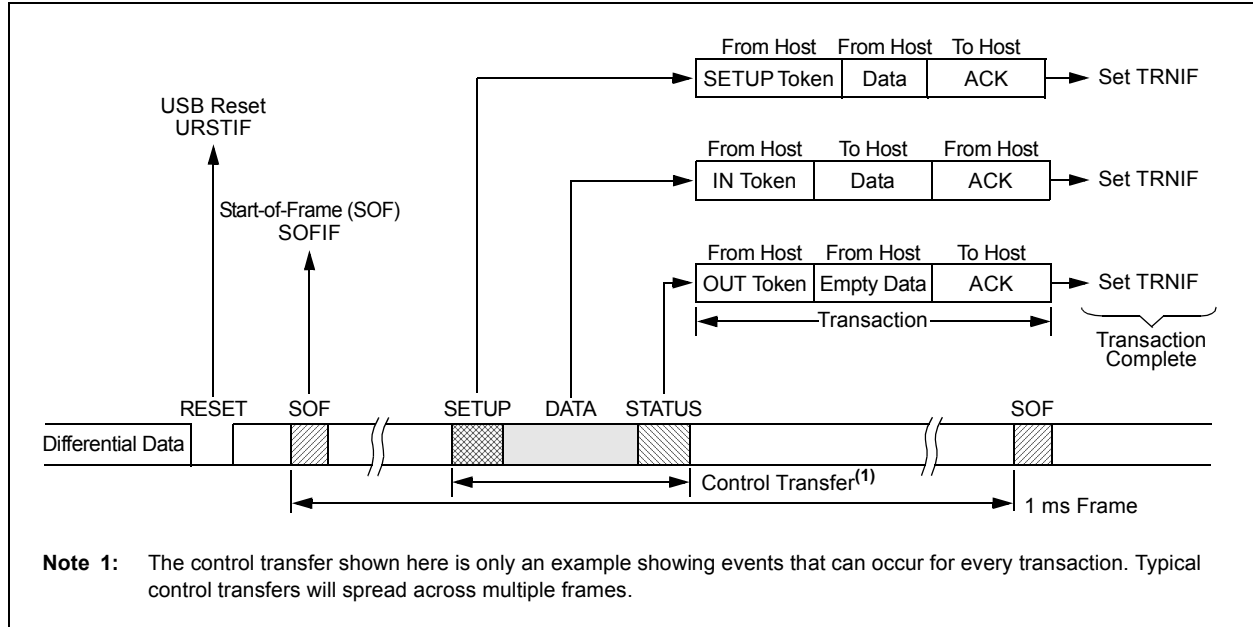 From Host From Host To Host
SETUP Token Data ACK Set TRNIF
USB Reset
URSTIF
From Host To Host From Host
IN Token Data ACK Set TRNIF
Start-of-Frame (SOF)
SOFIF
From Host From Host To Host
OUT Token Empty Data ACK Set TRNIF
Transaction
Transaction
Complete
RESET SOF SETUP DATA STATUS SOF
Differential Data
Control Transfer(1)
1 ms Frame
Note 1: The control transfer shown here is only an example showing events that can occur for every transaction. Typical
control transfers will spread across multiple frames.